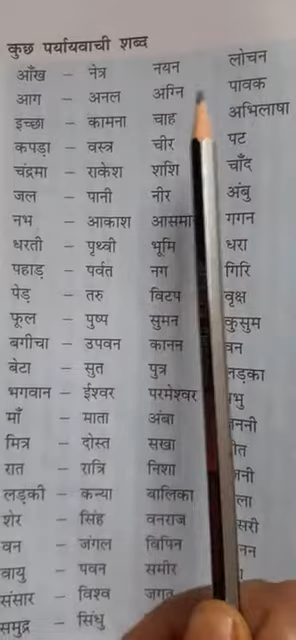 कुछ पर्यायवाची शब्द
आँख – नेत्र नयन लोचन
आग – अनल अग्नि पावक
इच्छा – कामना चाह अभिलाषा
कपड़ा – वस्त्र चीर पट
चंद्रमा – राकेश शशि चाँद
जल – पानी नीर अंबु
नभ – आकाश गगन
धरती – पृथ्वी भूमि धरा
पहाड़ – पर्वत नग गिरि
पेड़ – तरु विटप वृक्ष
फूल – पुष्प सुमन कुसुम
बगीचा – उपवन कानन वन
बेटा – सुत पुत्र
भगवान – ईश्वर परमेश्वर
माँ – माता अंबा
मित्र – दोस्त सखा
रात – रात्रि निशा
लड़की – कन्या बालिका
शेर – सिंह वनराज
वन – जंगल विपिन
वायु – पवन समीर
संसार – विश्व
समुद्र – सिंधु